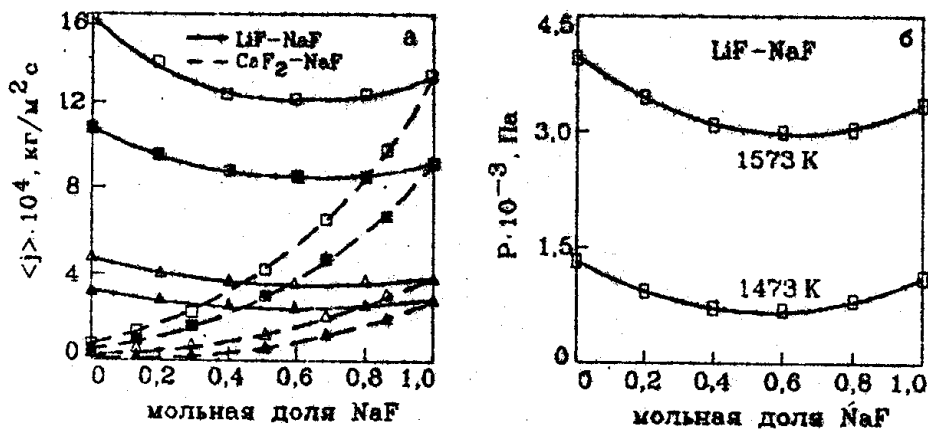 <j>·10⁴, кг/м²с
16
12
8
4
0
а
LiF-NaF
CaF₂-NaF
0 0,2 0,4 0,6 0,8 1,0
мольная доля NaF
P·10⁻³, Па
4,5
3,0
1,5
0
б
LiF-NaF
1573 K
1473 K
0 0,2 0,4 0,6 0,8 1,0
мольная доля NaF